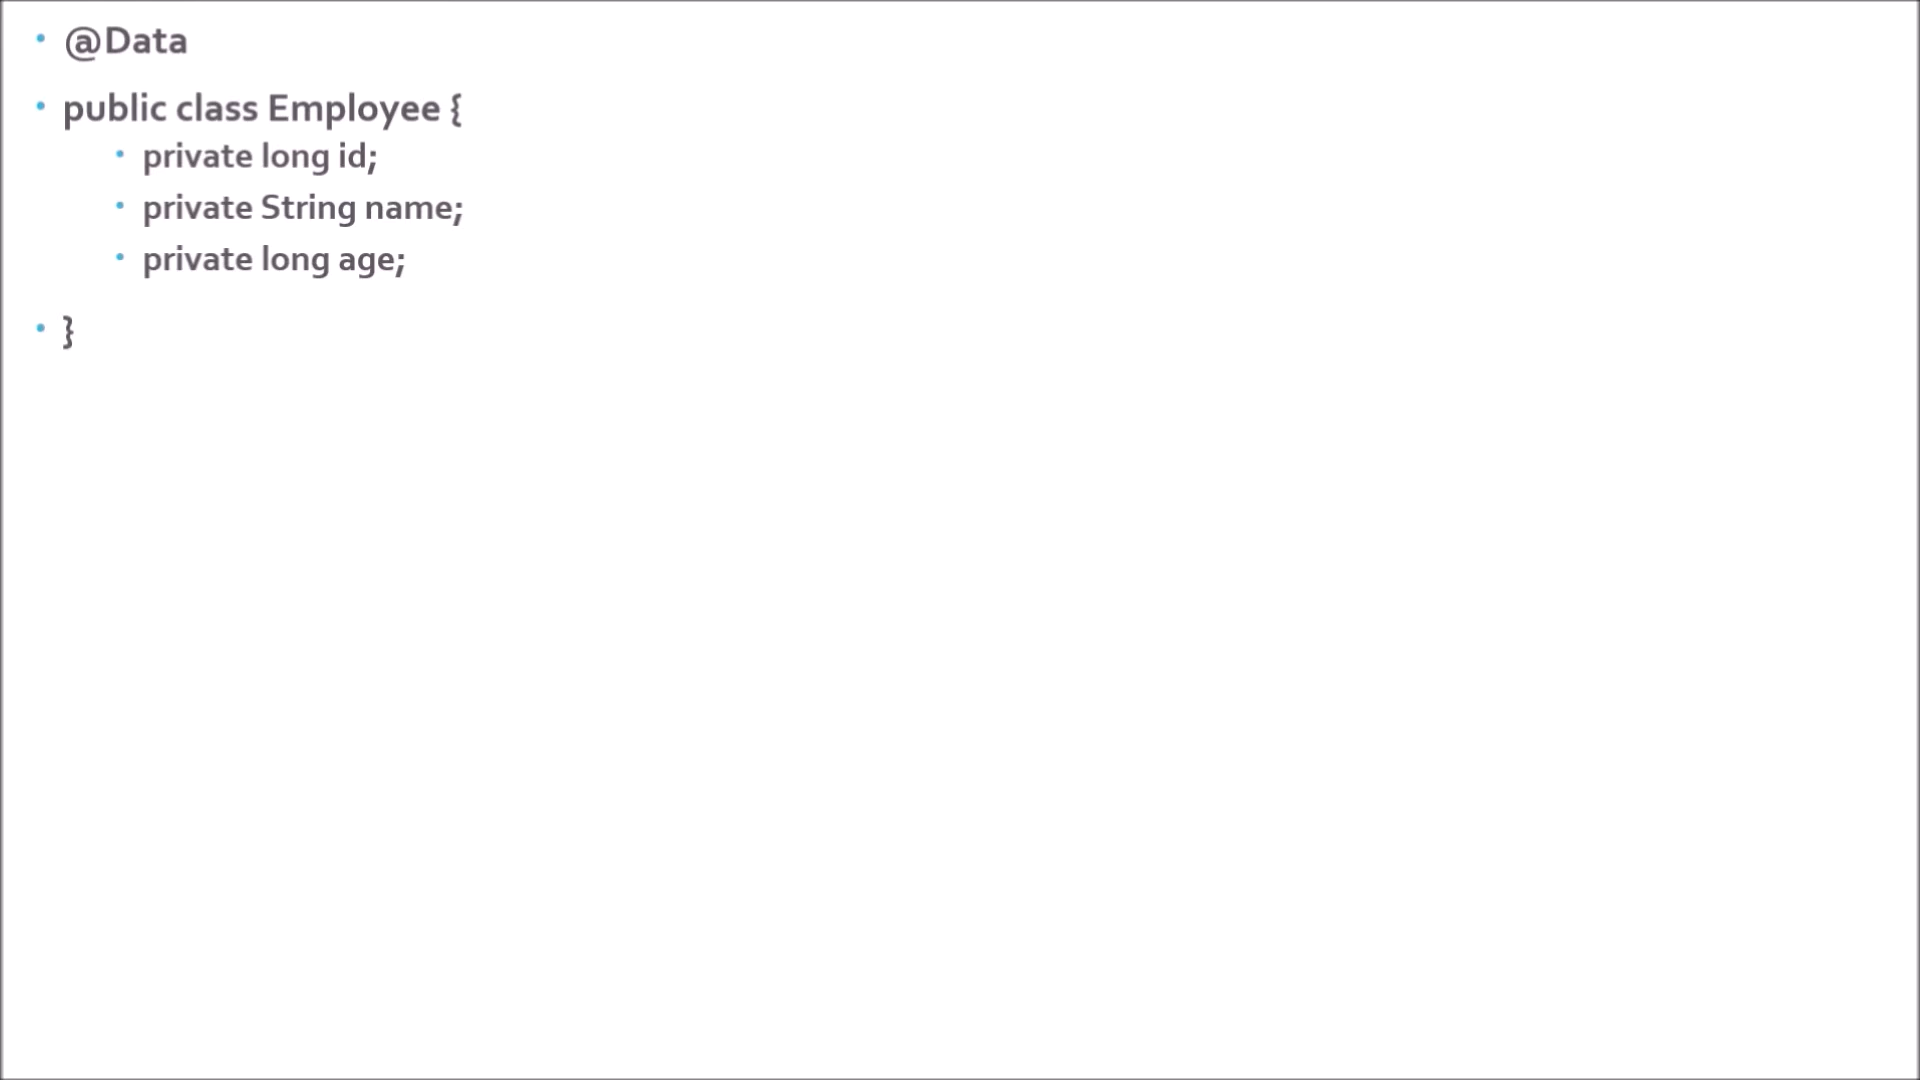 • @Data
• public class Employee {
• private long id;
• private String name;
• private long age;
• }